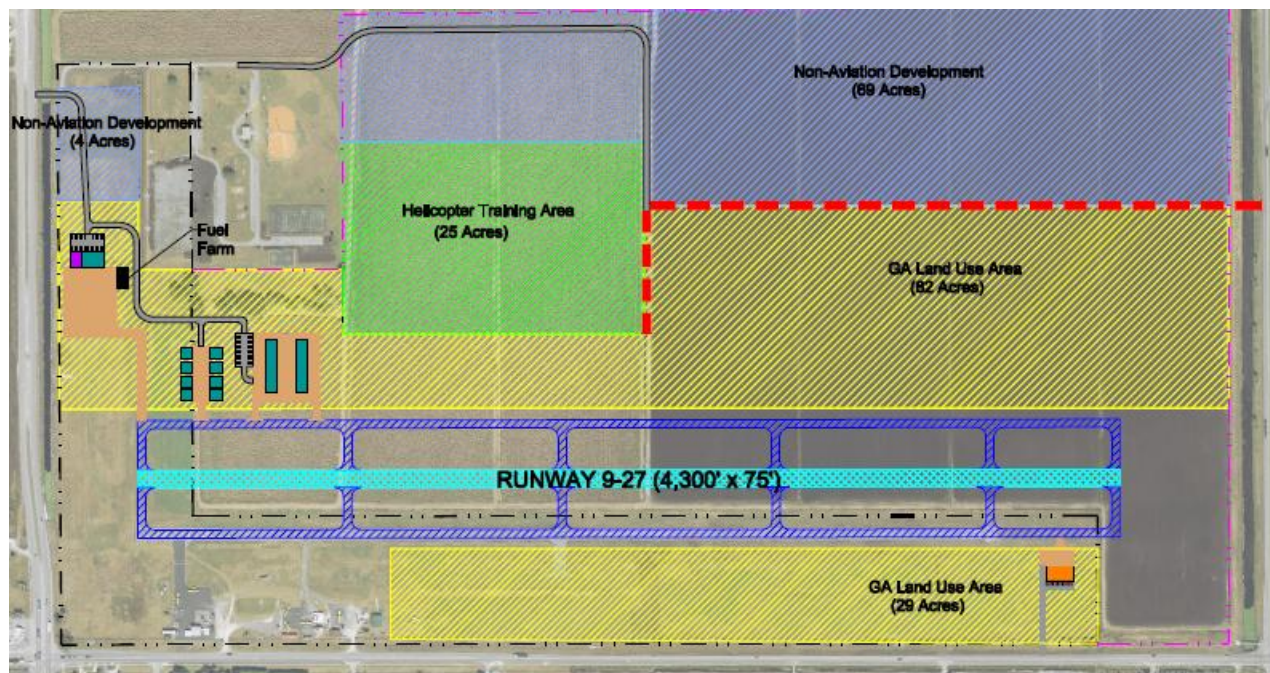 Non-Aviation Development
(69 Acres)
Non-Aviation Development
(4 Acres)
Helicopter Training Area
(25 Acres)
Fuel
Farm
GA Land Use Area
(82 Acres)
RUNWAY 9-27 (4,300' x 75')
GA Land Use Area
(29 Acres)